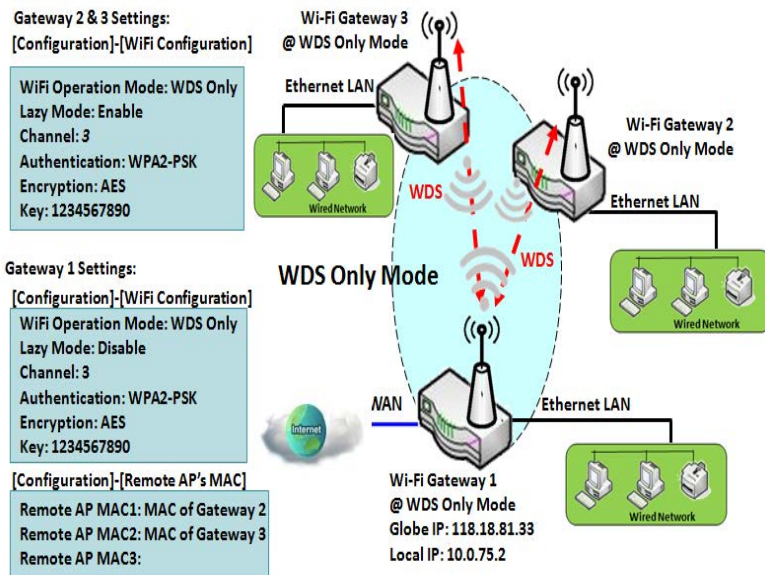 Gateway 2 & 3 Settings:
[Configuration]-[WiFi Configuration]
WiFi Operation Mode: WDS Only
Lazy Mode: Enable
Channel: 3
Authentication: WPA2-PSK
Encryption: AES
Key: 1234567890
Gateway 1 Settings:
[Configuration]-[WiFi Configuration]
WiFi Operation Mode: WDS Only
Lazy Mode: Disable
Channel: 3
Authentication: WPA2-PSK
Encryption: AES
Key: 1234567890
[Configuration]-[Remote AP's MAC]
Remote AP MAC1: MAC of Gateway 2
Remote AP MAC2: MAC of Gateway 3
Remote AP MAC3:
Wi-Fi Gateway 3
@ WDS Only Mode
Ethernet LAN
Wired Network
Wi-Fi Gateway 2
@ WDS Only Mode
Ethernet LAN
Wired Network
WDS
WDS
WDS Only Mode
Internet
WAN
Ethernet LAN
Wired Network
Wi-Fi Gateway 1
@ WDS Only Mode
Globe IP: 118.18.81.33
Local IP: 10.0.75.2